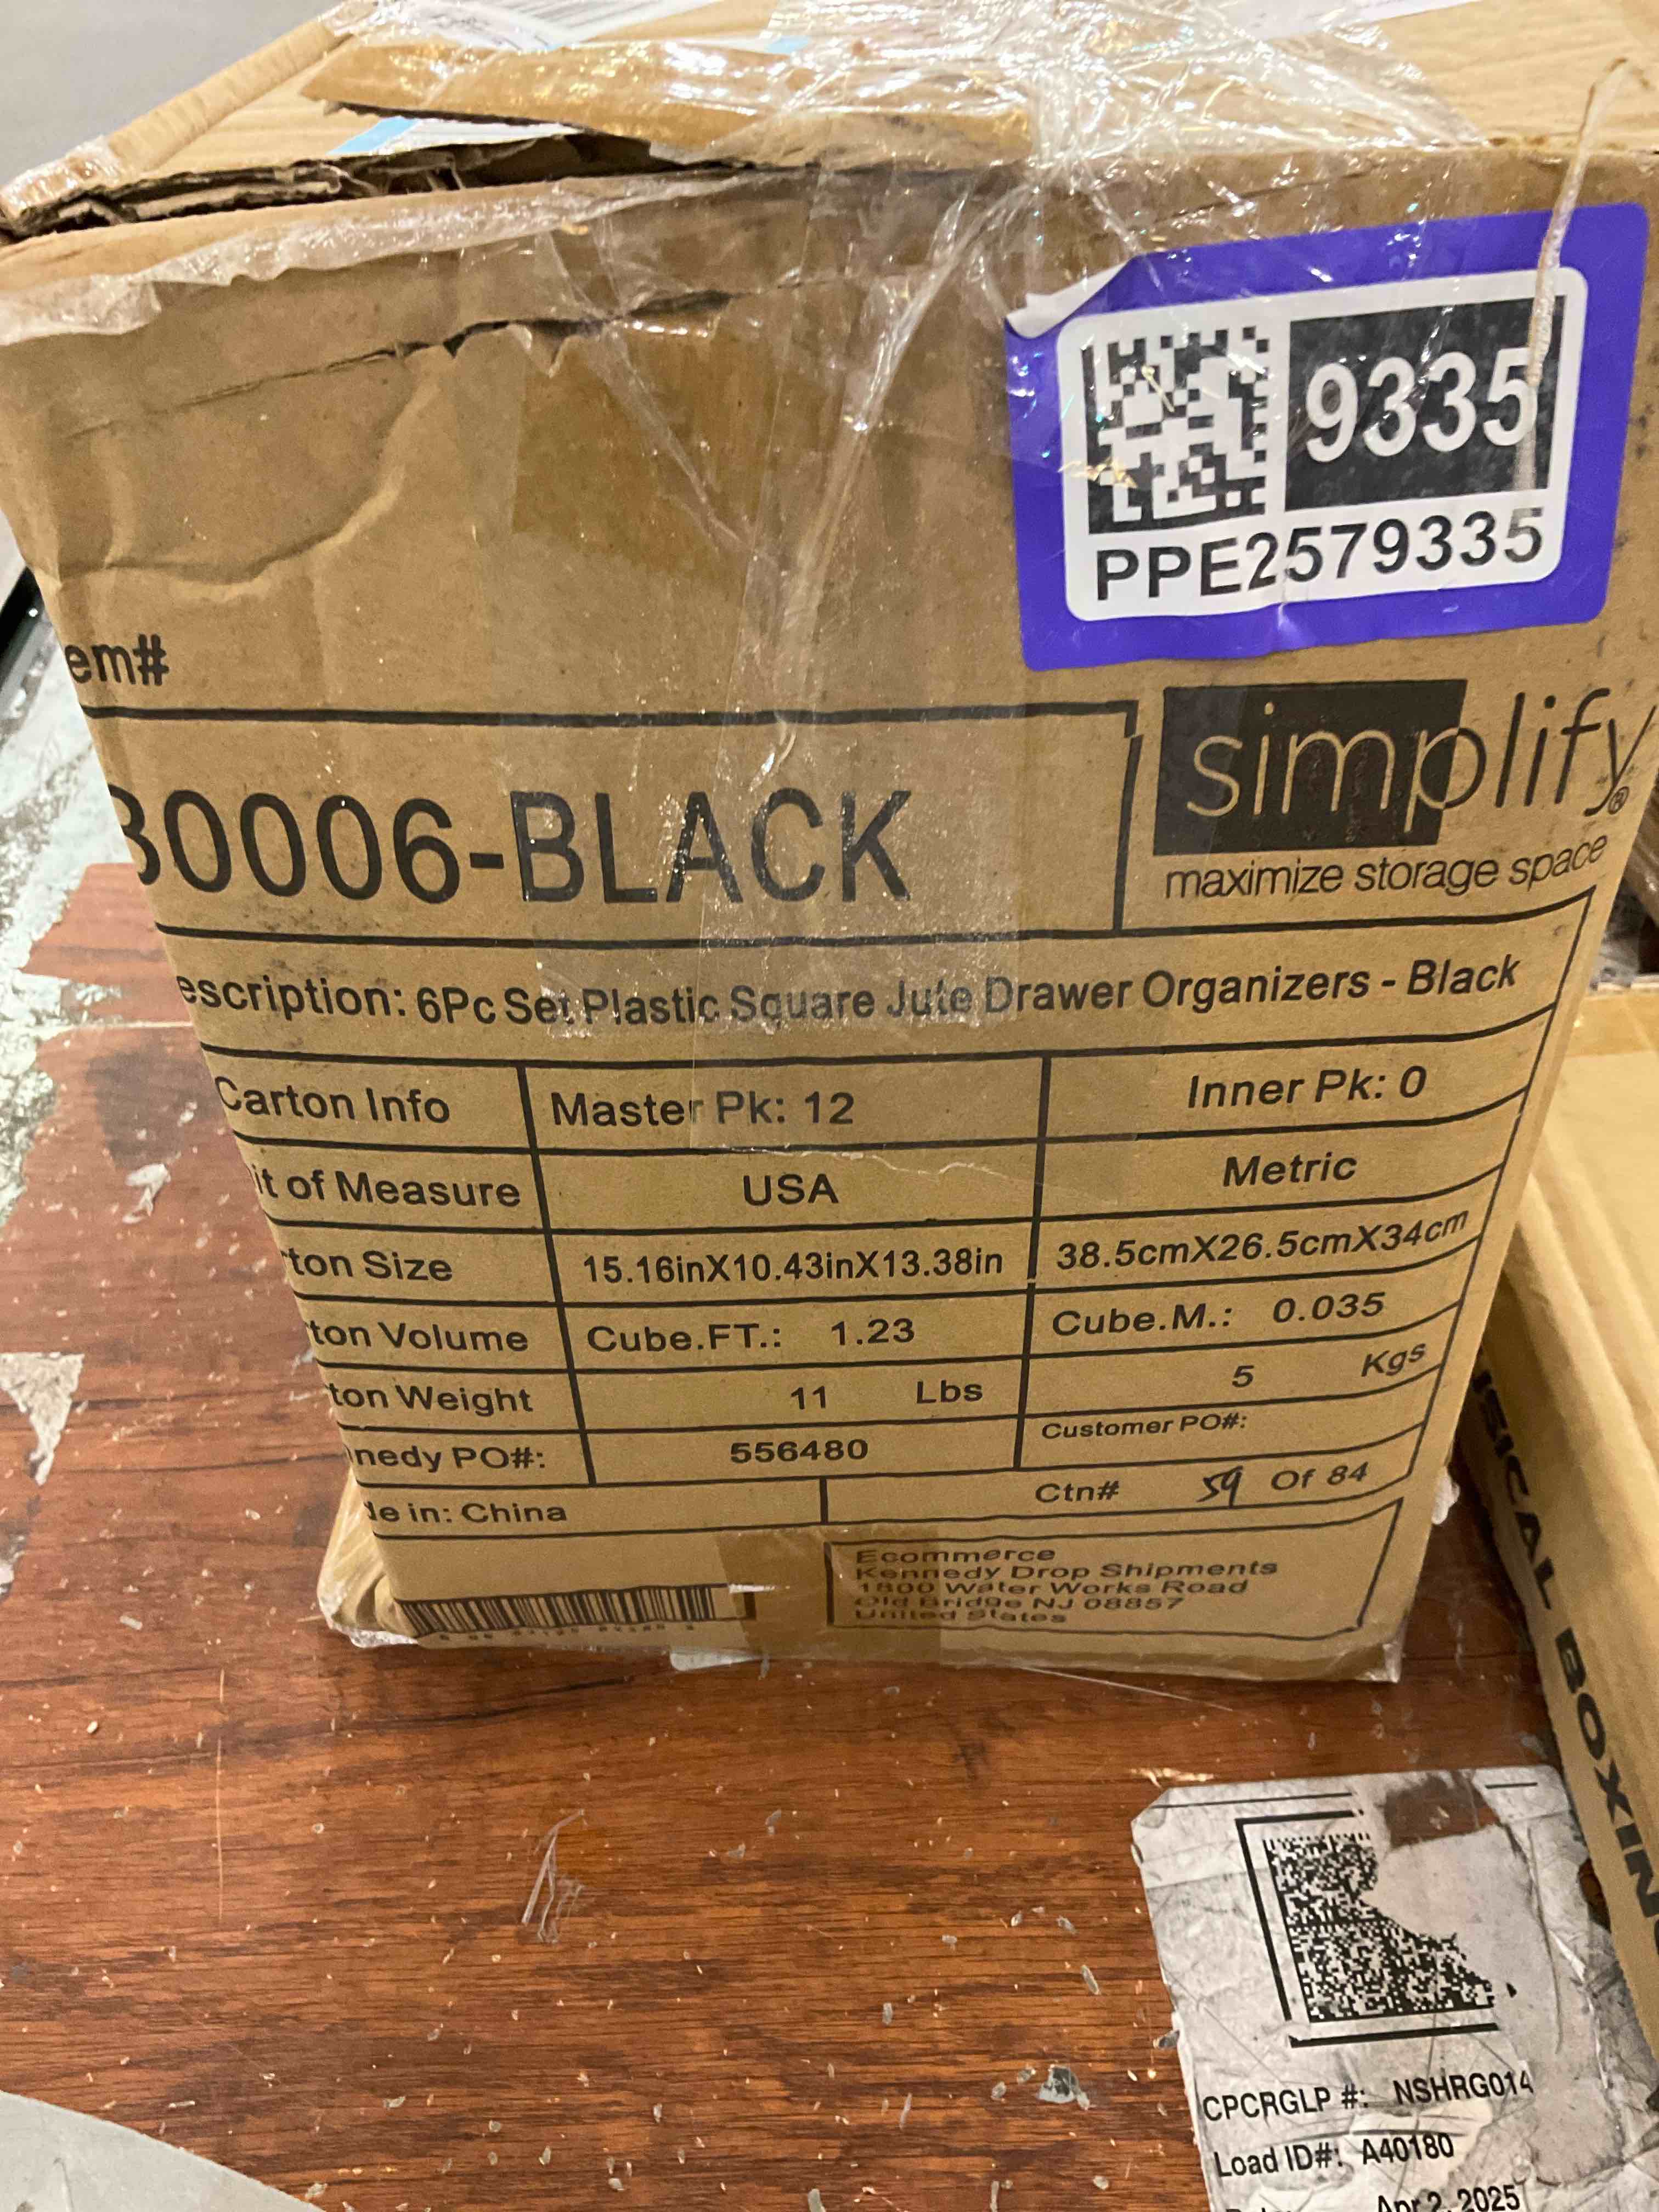 9335
PPE2579335
em#
30006-BLACK
simplify®
maximize storage space
escription: 6Pc Set Plastic Square Jute Drawer Organizers - Black
Carton Info Master Pk: 12 Inner Pk: 0
it of Measure USA Metric
ton Size 15.16inX10.43inX13.38in 38.5cmX26.5cmX34cm
ton Volume Cube.FT.: 1.23 Cube.M.: 0.035
ton Weight 11 Lbs 5 Kgs
nedy PO#: 556480 Customer PO#:
de in: China Ctn# 59 Of 84
Ecommerce
Kennedy Drop Shipments
1800 Water Works Road
Old Bridge NJ 08857
United States
SICAL BOXING
CPCRGLP #: NSHRG014
Load ID#: A40180
Apr 2, 2025